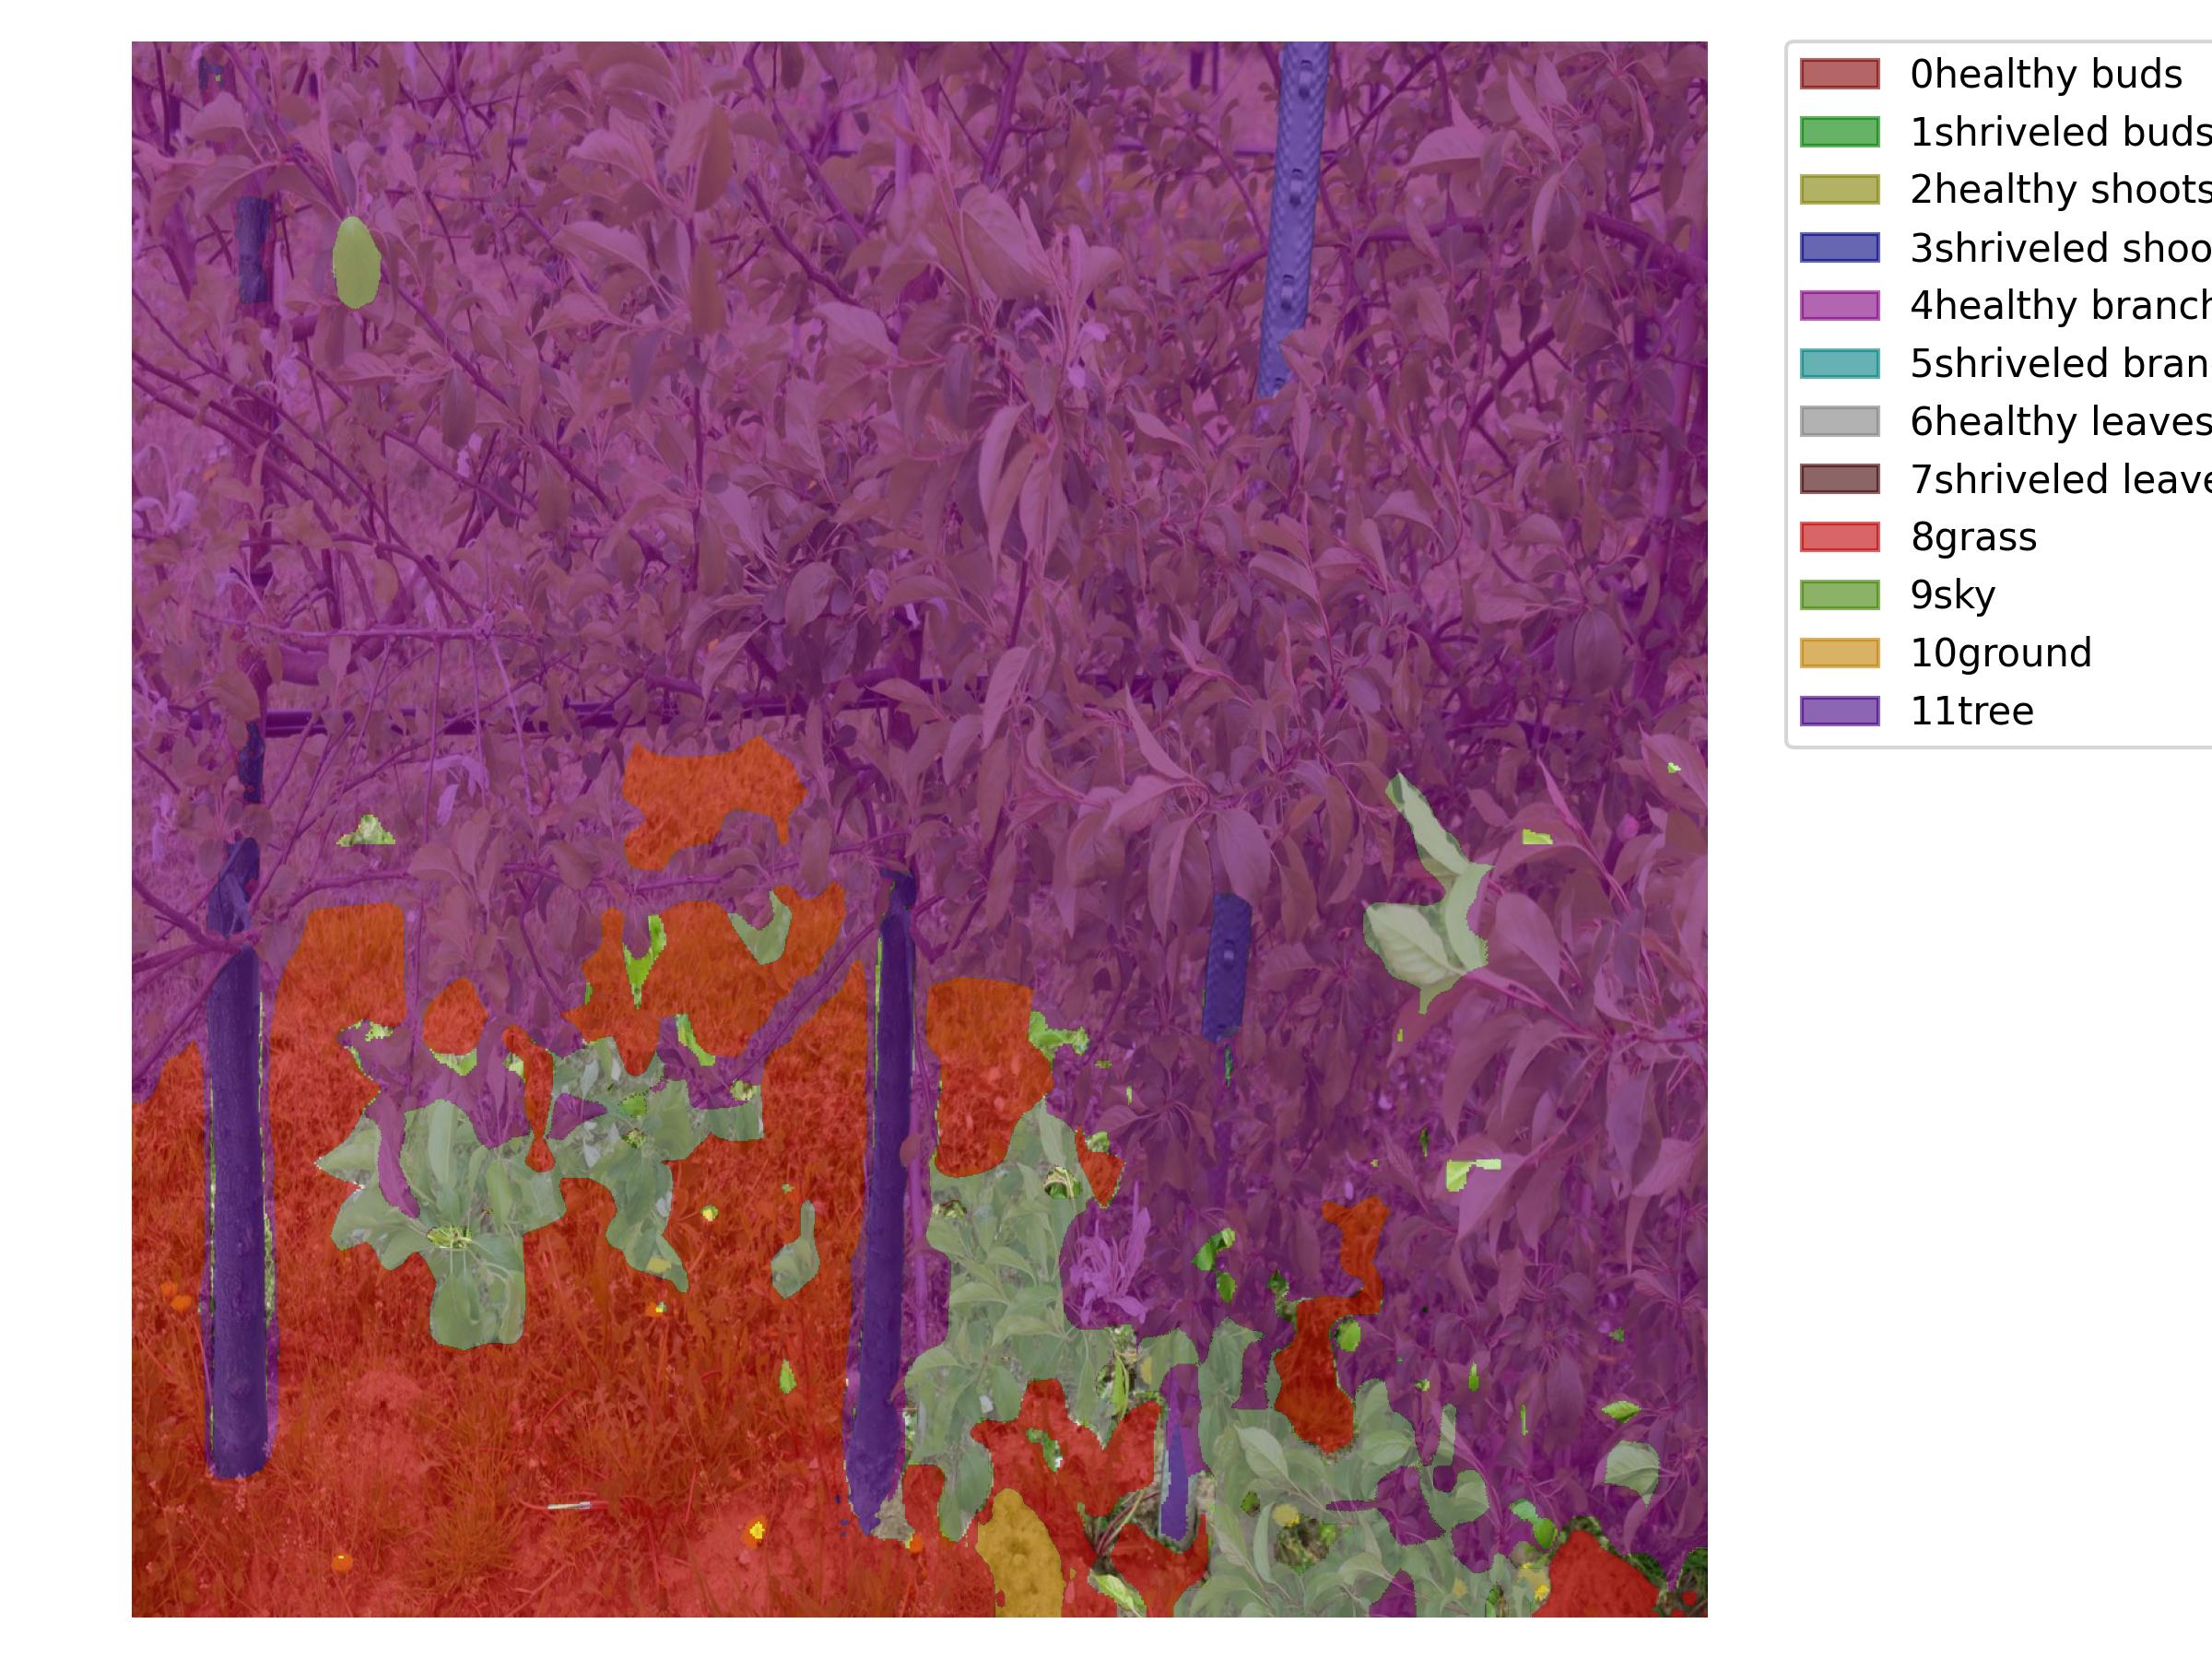 0healthy buds
1shriveled buds
2healthy shoots
3shriveled shoo
4healthy branch
5shriveled bran
6healthy leaves
7shriveled leave
8grass
9sky
10ground
11tree